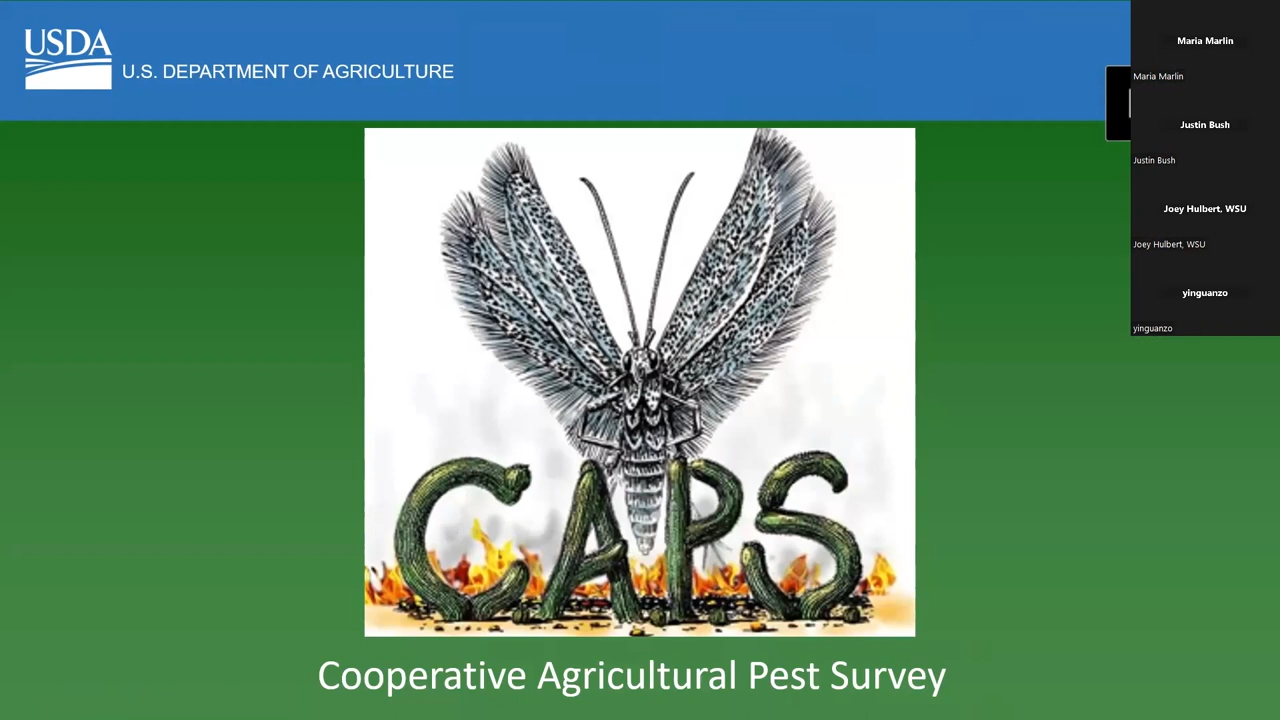 USDA
U.S. DEPARTMENT OF AGRICULTURE
CAPS
Cooperative Agricultural Pest Survey
Maria Marlin
Maria Marlin
Justin Bush
Justin Bush
Joey Hulbert, WSU
Joey Hulbert, WSU
yinguanzo
yinguanzo